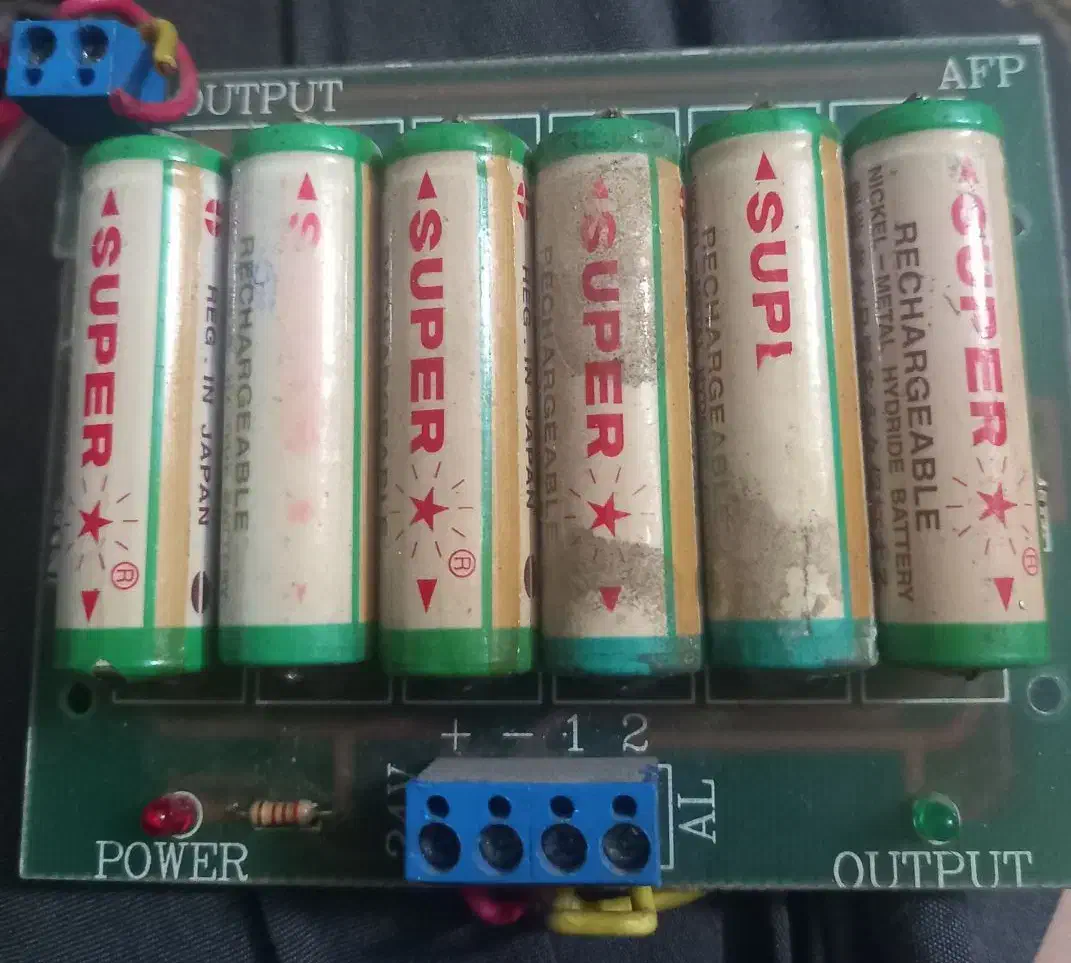 OUTPUT
AFP
SUPER
®
REG. IN JAPAN
S
RECHARGEABLE
SUPER
®
REG. IN JAPAN
SUPER
RECHARGEABLE
SUP
RECHARGEABLE
SUPER
®
RECHARGEABLE
NICKEL-METAL HYDRIDE BATTERY
+ - 1 2
24V
AL
POWER
OUTPUT